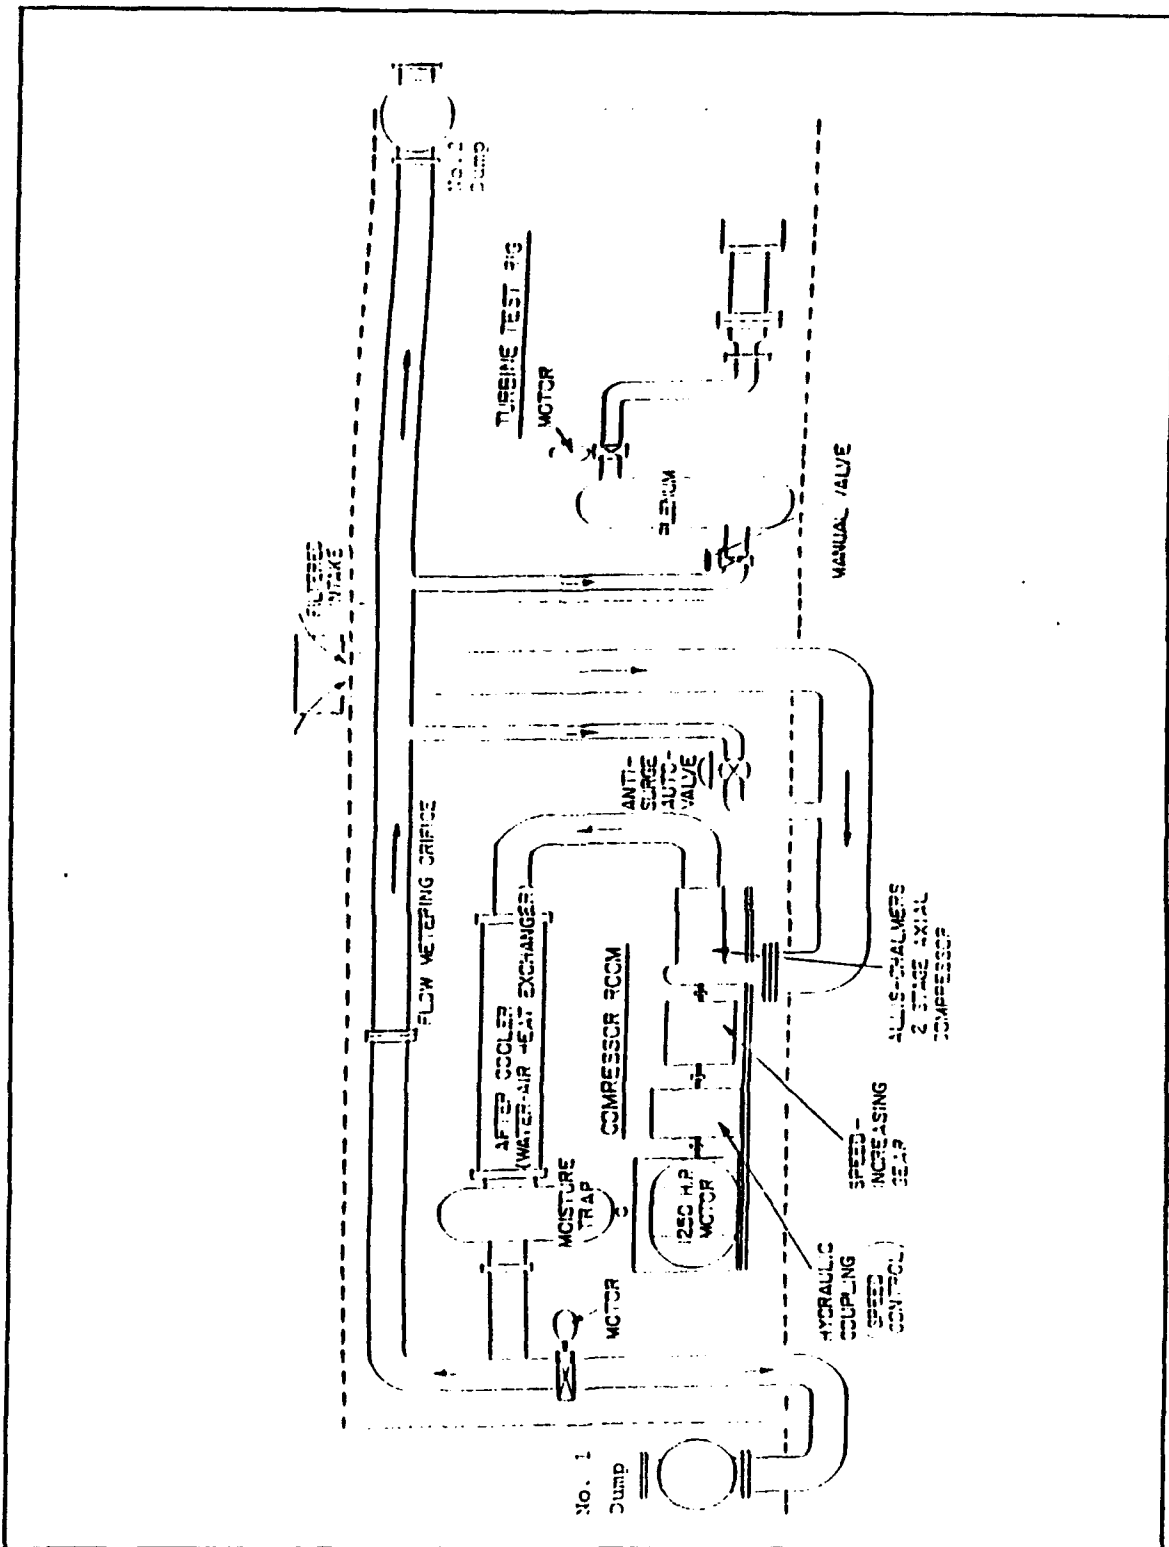 No. 2
Dump
TURBINE TEST RIG
MOTOR
PLENUM
MANUAL VALVE
FILTERED
INTAKE
ANTI-
SURGE
AUTO-
VALVE
FLOW METERING ORIFICE
AFTER COOLER
(WATER-AIR HEAT EXCHANGER)
COMPRESSOR ROOM
ALLIS-CHALMERS
2 STAGE AXIAL
COMPRESSOR
SPEED-
INCREASING
GEAR
MOISTURE
TRAP
1250 H.P.
MOTOR
HYDRAULIC
COUPLING
(SPEED
CONTROL)
MOTOR
No. 1
Dump